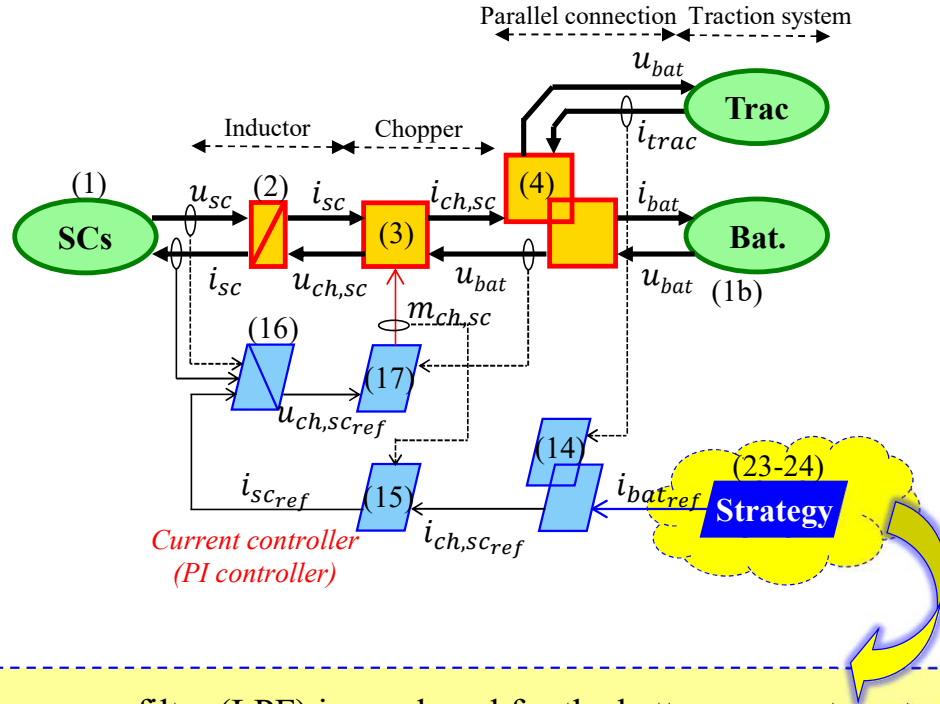 Parallel connection Traction system
u_bat
Trac
i_trac
Inductor Chopper
(1)
u_sc
(2)
i_sc
i_ch,sc
(4)
i_bat
SCs
(3)
Bat.
i_sc
u_ch,sc
u_bat
u_bat
(1b)
m_ch,sc
(16)
(17)
u_ch,sc_ref
(14)
(23-24)
i_sc_ref
(15)
i_bat_ref
Strategy
i_ch,sc_ref
Current controller
(PI controller)